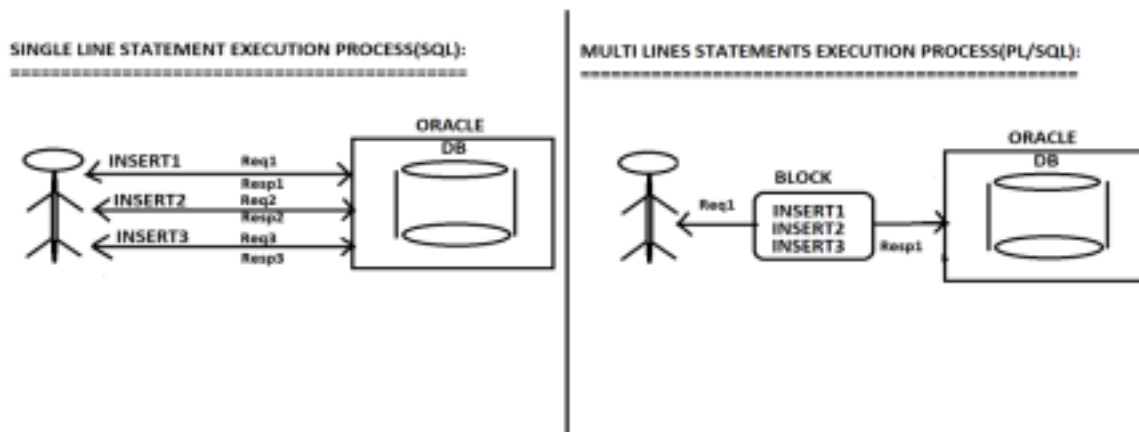 SINGLE LINE STATEMENT EXECUTION PROCESS(SQL):
=============================================
ORACLE
DB
INSERT1 Req1
Resp1
INSERT2 Req2
Resp2
INSERT3 Req3
Resp3
MULTI LINES STATEMENTS EXECUTION PROCESS(PL/SQL):
=================================================
ORACLE
DB
BLOCK
Req1
INSERT1
INSERT2
INSERT3
Resp1